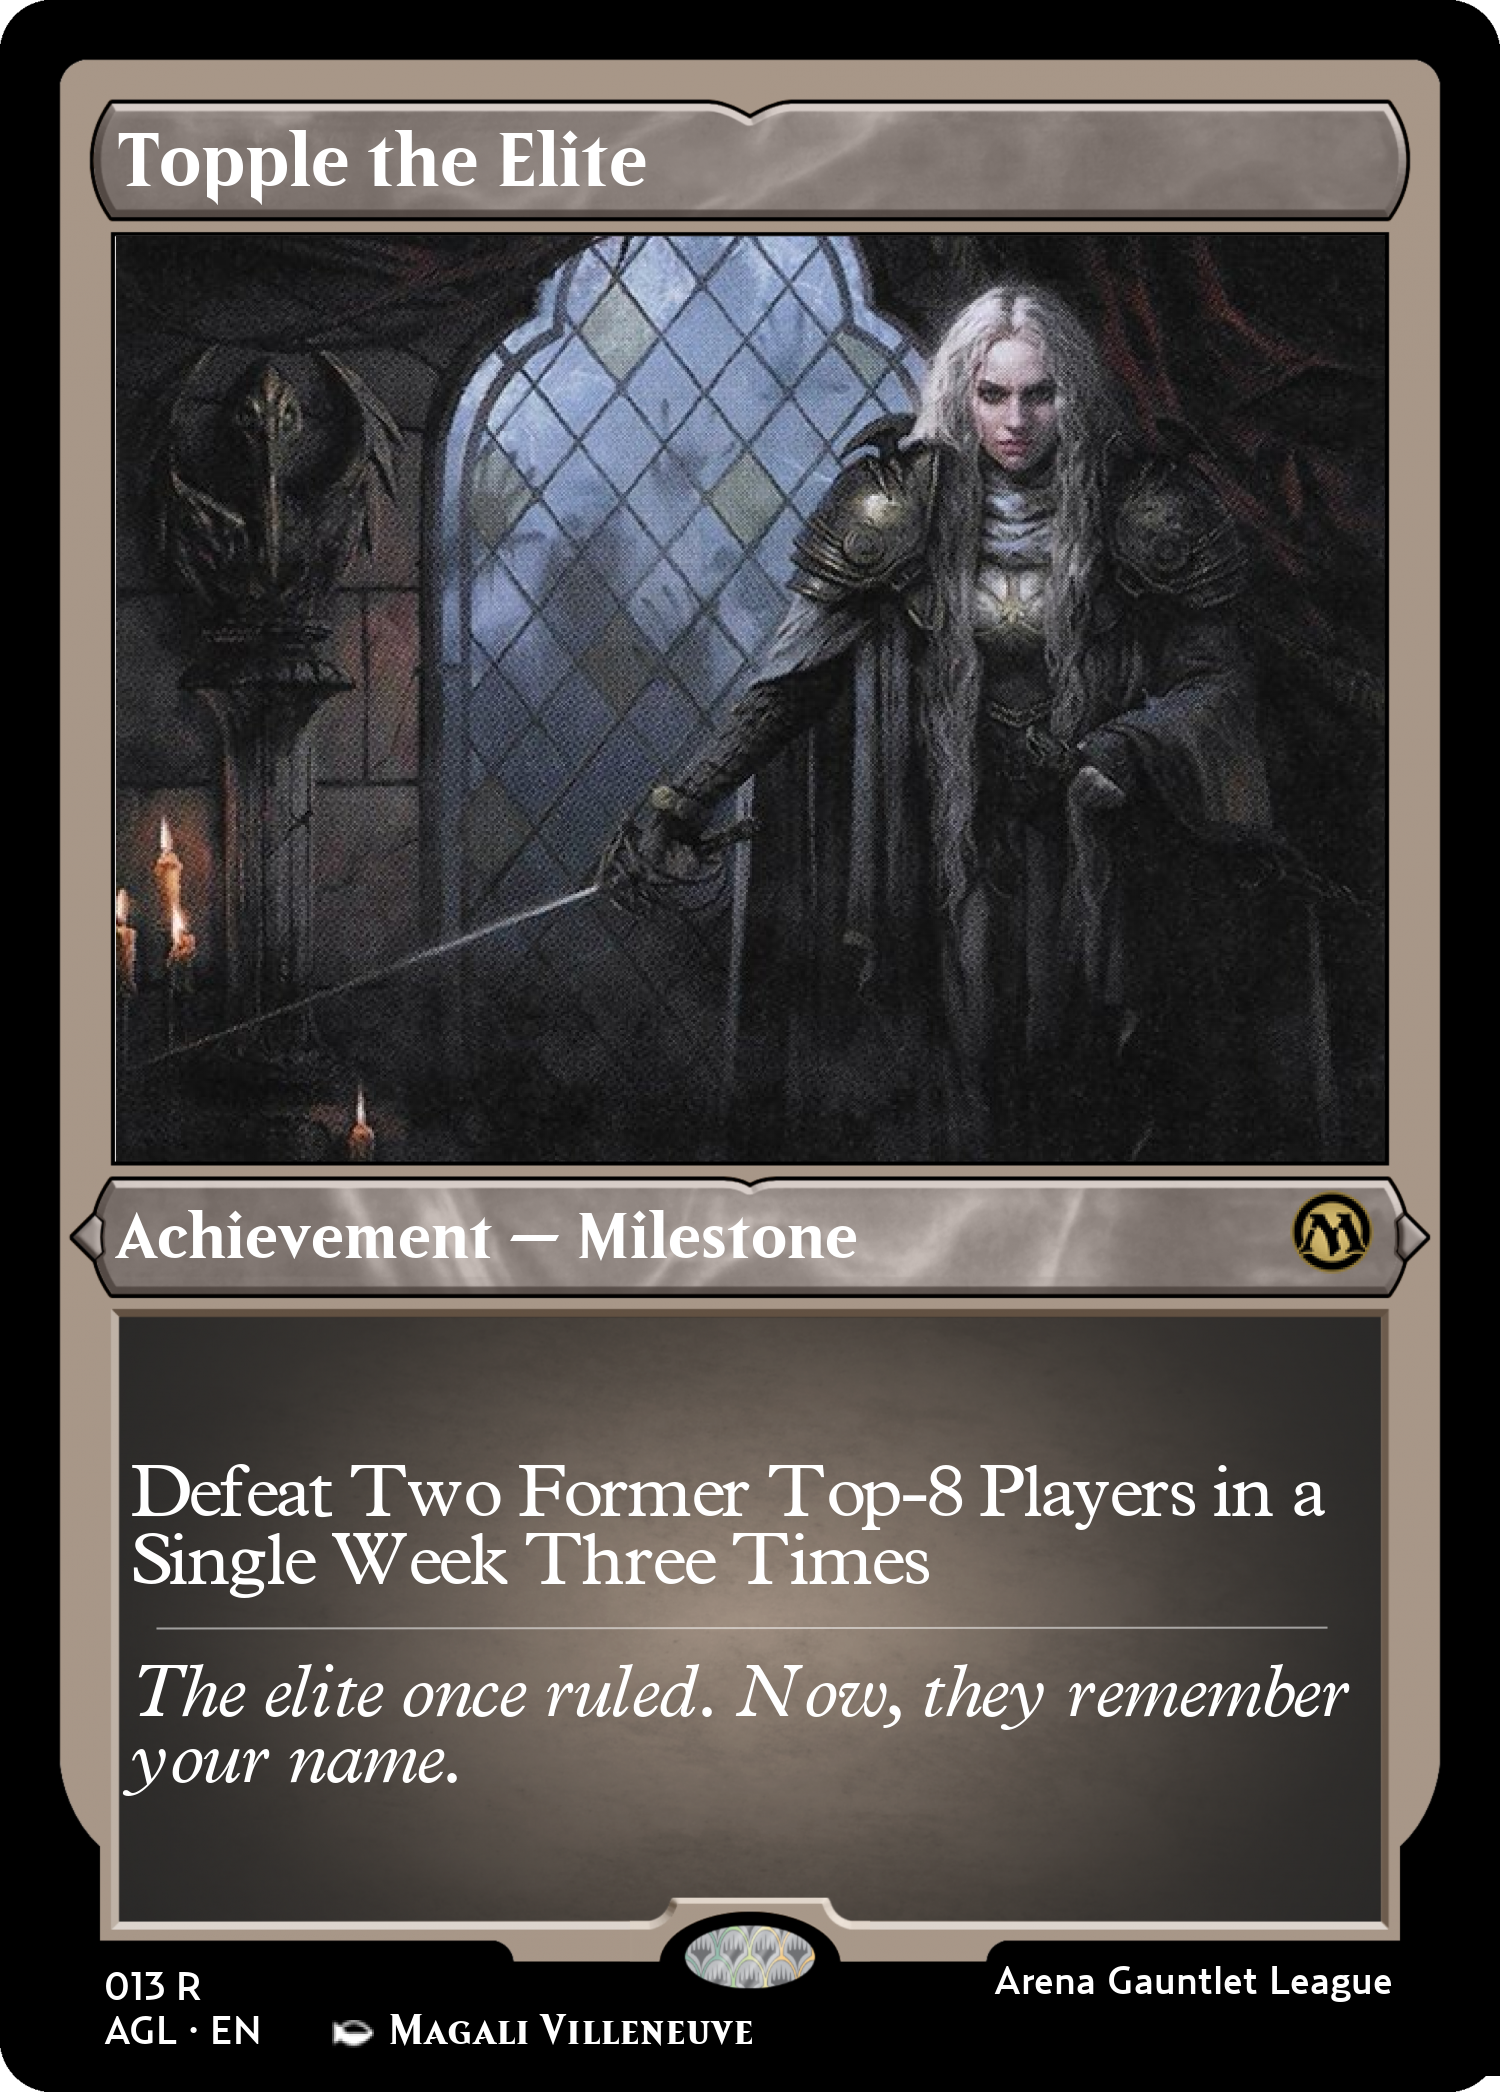 Topple the Elite
Achievement — Milestone
Defeat Two Former Top-8 Players in a
Single Week Three Times
The elite once ruled. Now, they remember
your name.
013 R
Arena Gauntlet League
AGL · EN
Magali Villeneuve